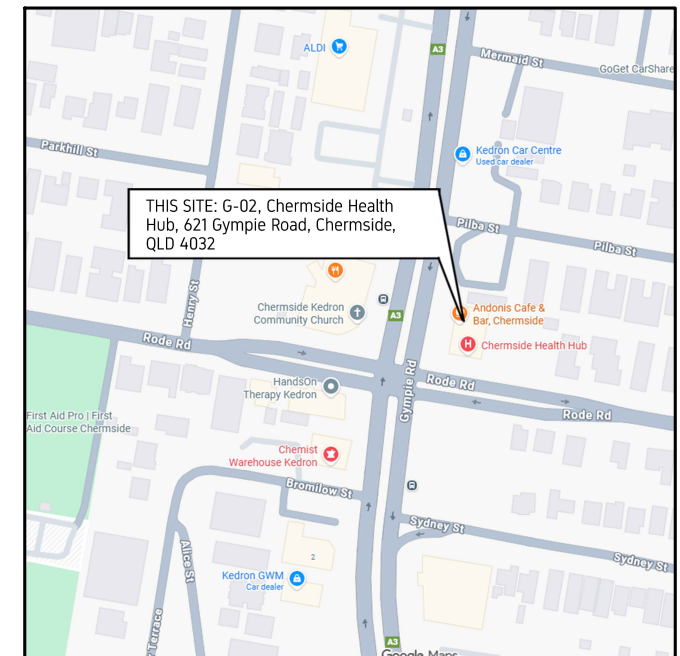 ALDI
A3
Mermaid St
GoGet CarShare
Parkhill St
Kedron Car Centre
Used car dealer
THIS SITE: G-02, Chermside Health
Hub, 621 Gympie Road, Chermside,
QLD 4032
Pilba St
Pilba St
Henry St
Chermside Kedron
Community Church
A3
Andonis Cafe &
Bar, Chermside
H
Chermside Health Hub
Rode Rd
Gympie Rd
HandsOn
Therapy Kedron
Rode Rd
Rode Rd
First Aid Pro | First
Aid Course Chermside
Chemist
Warehouse Kedron
Bromilow St
Sydney St
Sydney St
Alice St
2
Kedron GWM
Car dealer
Terrace
A3
Google Maps